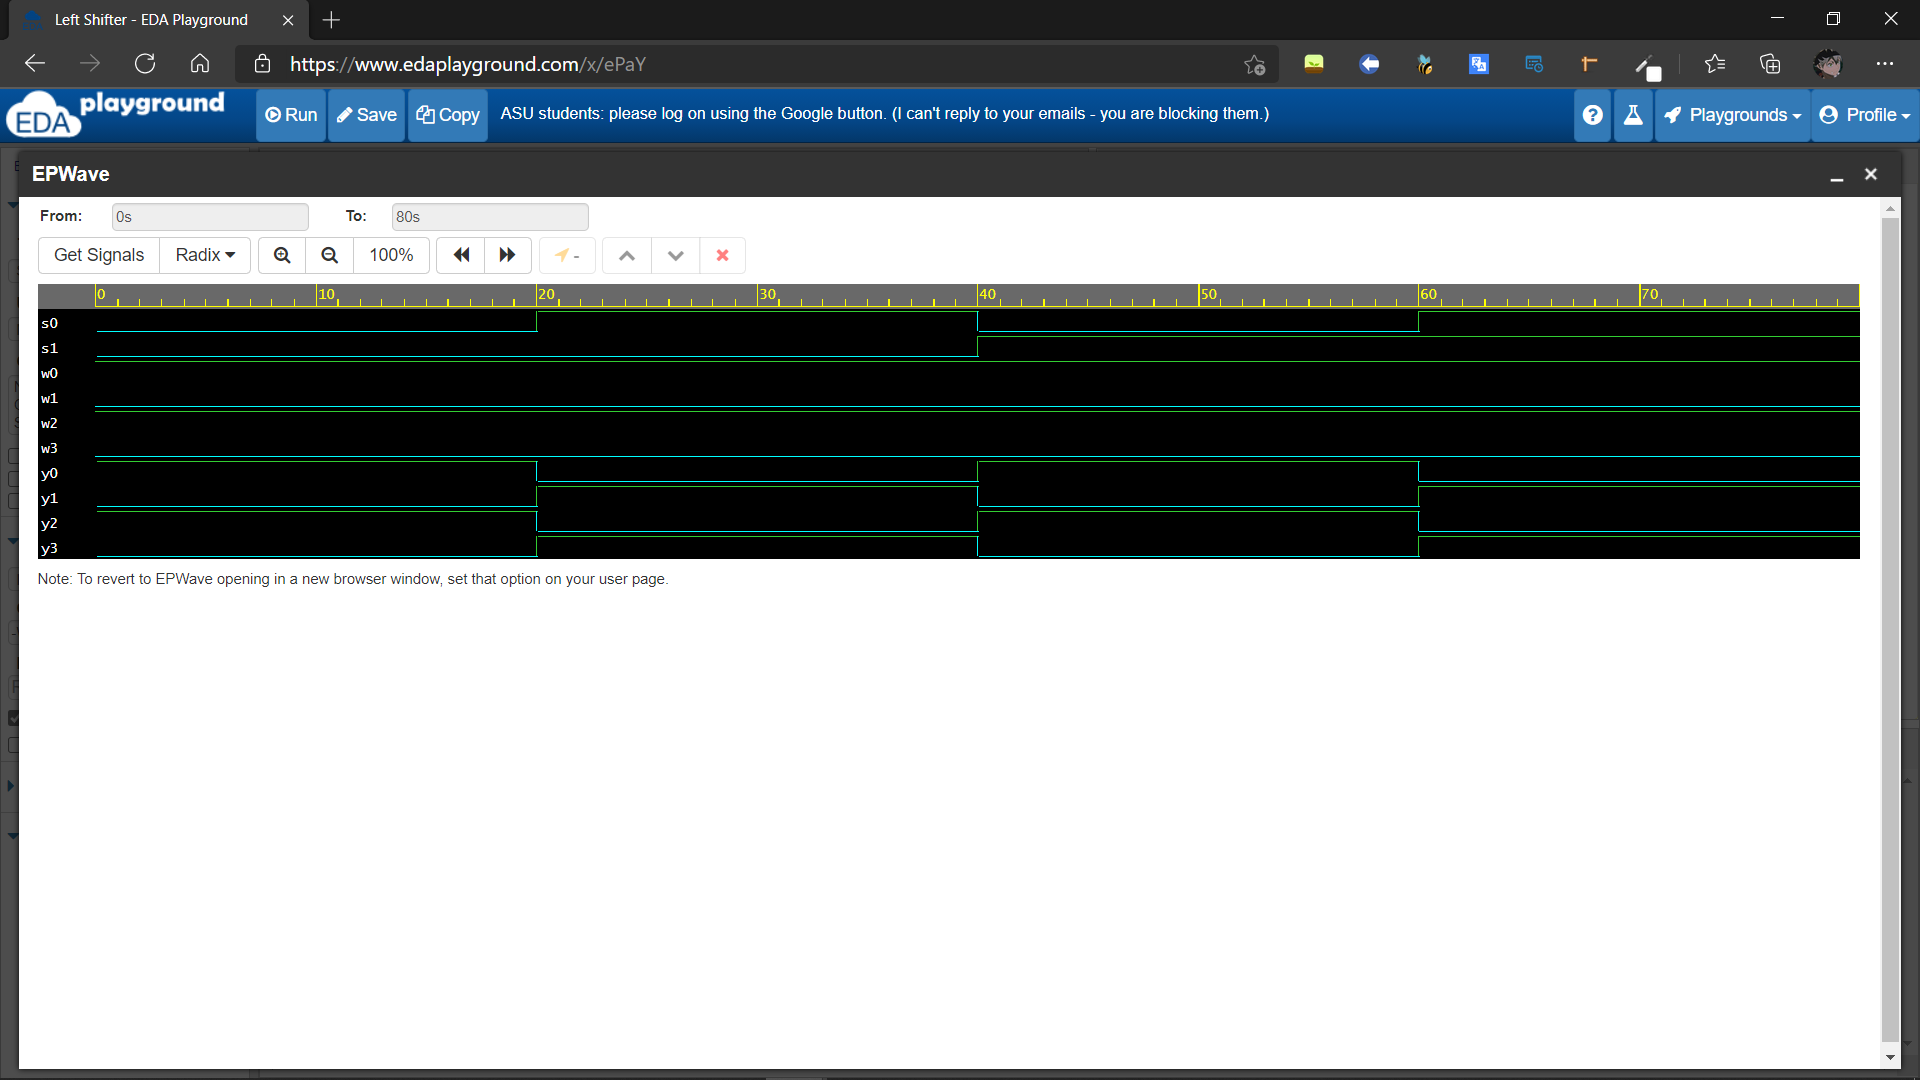 Left Shifter - EDA Playground
https://www.edaplayground.com/x/ePaY
EDA playground
Run Save Copy ASU students: please log on using the Google button. (I can't reply to your emails - you are blocking them.) ? Playgrounds Profile
EPWave
From: 0s To: 80s
Get Signals Radix 100% -
0 10 20 30 40 50 60 70
s0
s1
w0
w1
w2
w3
y0
y1
y2
y3
Note: To revert to EPWave opening in a new browser window, set that option on your user page.